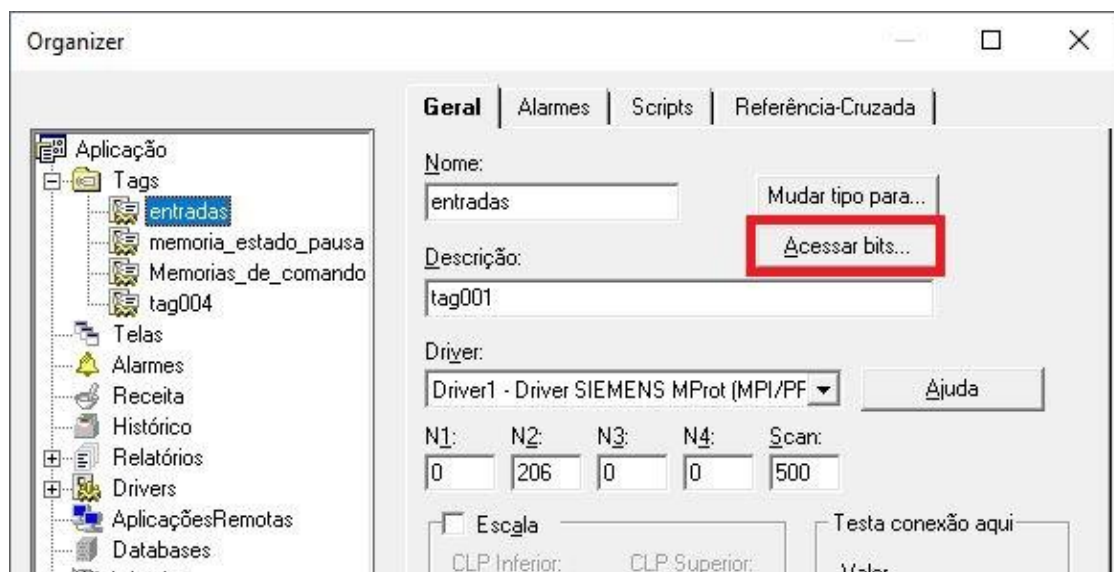 Organizer
Geral Alarmes Scripts Referência-Cruzada
Aplicação
Tags
entradas
memoria_estado_pausa
Memorias_de_comando
tag004
Telas
Alarmes
Receita
Histórico
Relatórios
Drivers
AplicaçõesRemotas
Databases
Nome:
entradas
Mudar tipo para...
Acessar bits...
Descrição:
tag001
Driver:
Driver1 - Driver SIEMENS MProt (MPI/PF
Ajuda
N1: N2: N3: N4: Scan:
0 206 0 0 500
Escala
Testa conexão aqui
CLP Inferior: CLP Superior:
Valor